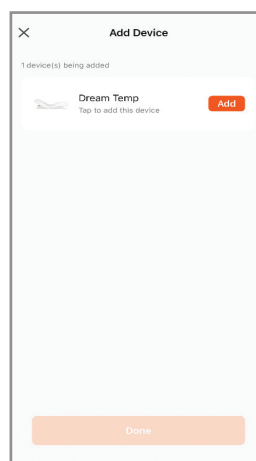 Add Device
1 device(s) being added
Dream Temp
Tap to add this device
Add
Done